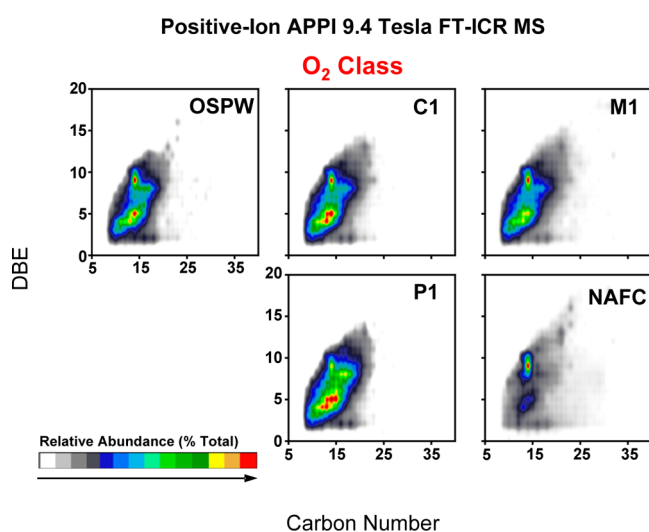 Positive-Ion APPI 9.4 Tesla FT-ICR MS
O₂ Class
OSPW
C1
M1
20
15
10
5
0
5 15 25 35
DBE
P1
NAFC
20
15
10
5
0
5 15 25 35
5 15 25 35
Relative Abundance (% Total)
Carbon Number